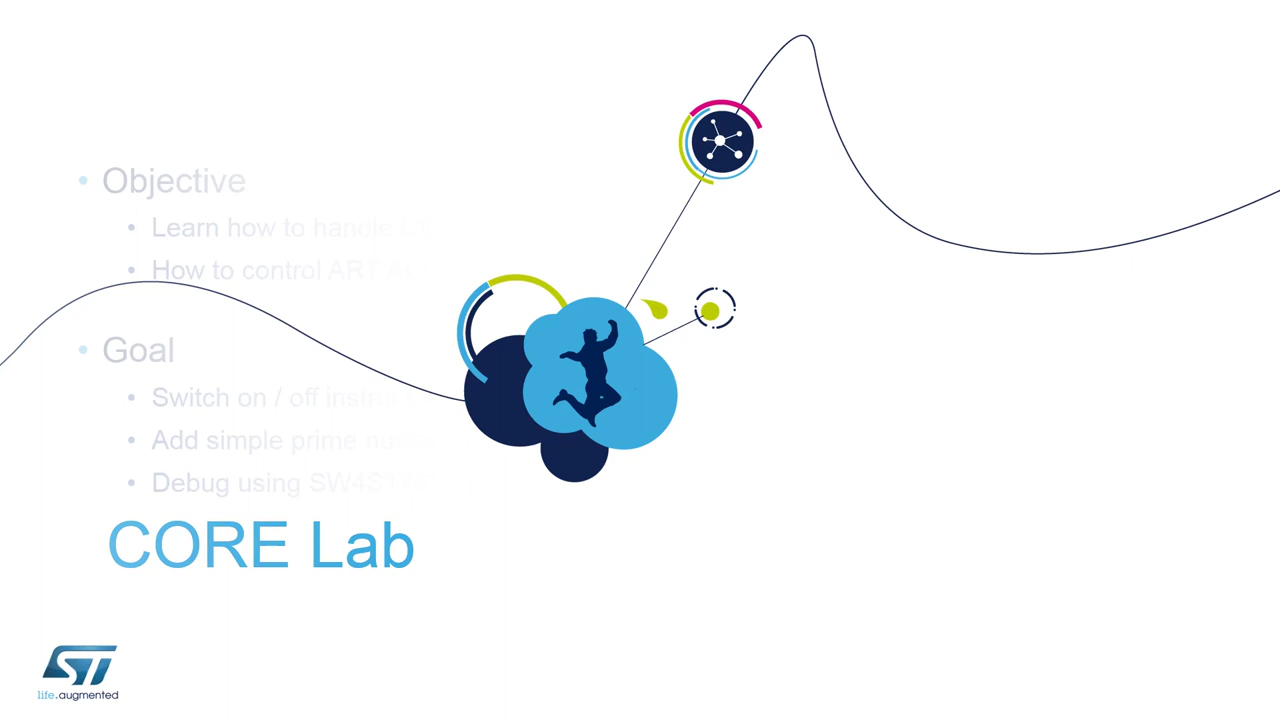 Objective
Learn how to handle
How to control ART
Goal
Switch on / off
Add simple prime
Debug using
CORE Lab
ST
life.augmented